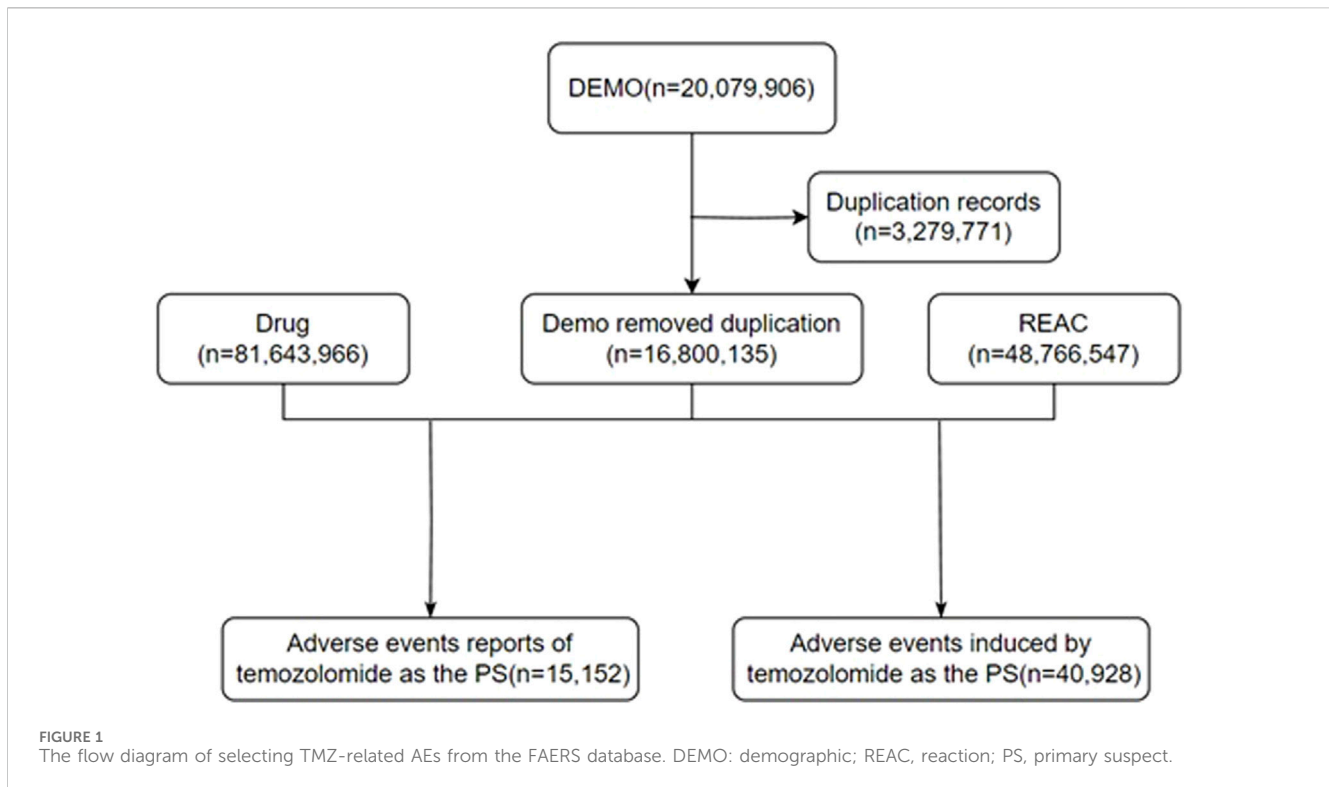 DEMO(n=20,079,906)
Duplication records
(n=3,279,771)
Drug
(n=81,643,966)
Demo removed duplication
(n=16,800,135)
REAC
(n=48,766,547)
Adverse events reports of
temozolomide as the PS(n=15,152)
Adverse events induced by
temozolomide as the PS(n=40,928)
FIGURE 1
The flow diagram of selecting TMZ-related AEs from the FAERS database. DEMO: demographic; REAC, reaction; PS, primary suspect.